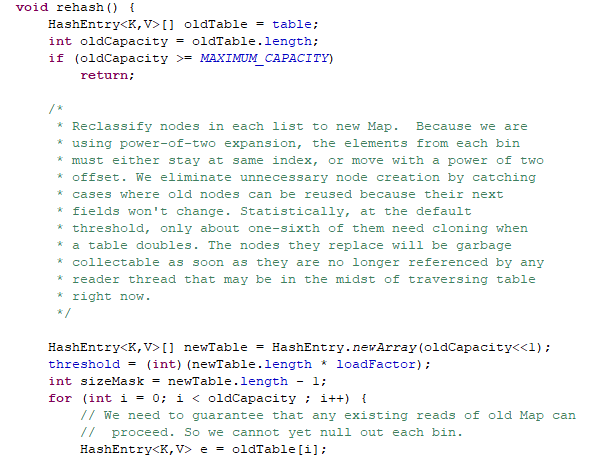 void rehash() {
    HashEntry<K,V>[] oldTable = table;
    int oldCapacity = oldTable.length;
    if (oldCapacity >= MAXIMUM_CAPACITY)
        return;

    /*
     * Reclassify nodes in each list to new Map.  Because we are
     * using power-of-two expansion, the elements from each bin
     * must either stay at same index, or move with a power of two
     * offset. We eliminate unnecessary node creation by catching
     * cases where old nodes can be reused because their next
     * fields won't change. Statistically, at the default
     * threshold, only about one-sixth of them need cloning when
     * a table doubles. The nodes they replace will be garbage
     * collectable as soon as they are no longer referenced by any
     * reader thread that may be in the midst of traversing table
     * right now.
     */

    HashEntry<K,V>[] newTable = HashEntry.newArray(oldCapacity<<1);
    threshold = (int)(newTable.length * loadFactor);
    int sizeMask = newTable.length - 1;
    for (int i = 0; i < oldCapacity ; i++) {
        // We need to guarantee that any existing reads of old Map can
        //  proceed. So we cannot yet null out each bin.
        HashEntry<K,V> e = oldTable[i];